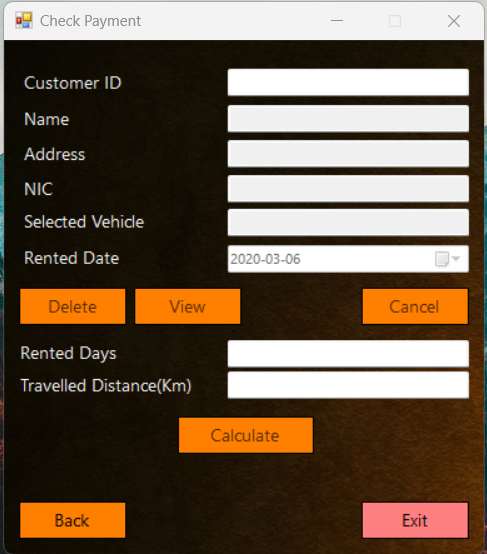 Check Payment
Customer ID
Name
Address
NIC
Selected Vehicle
Rented Date 2020-03-06
Delete View Cancel
Rented Days
Travelled Distance(Km)
Calculate
Back Exit